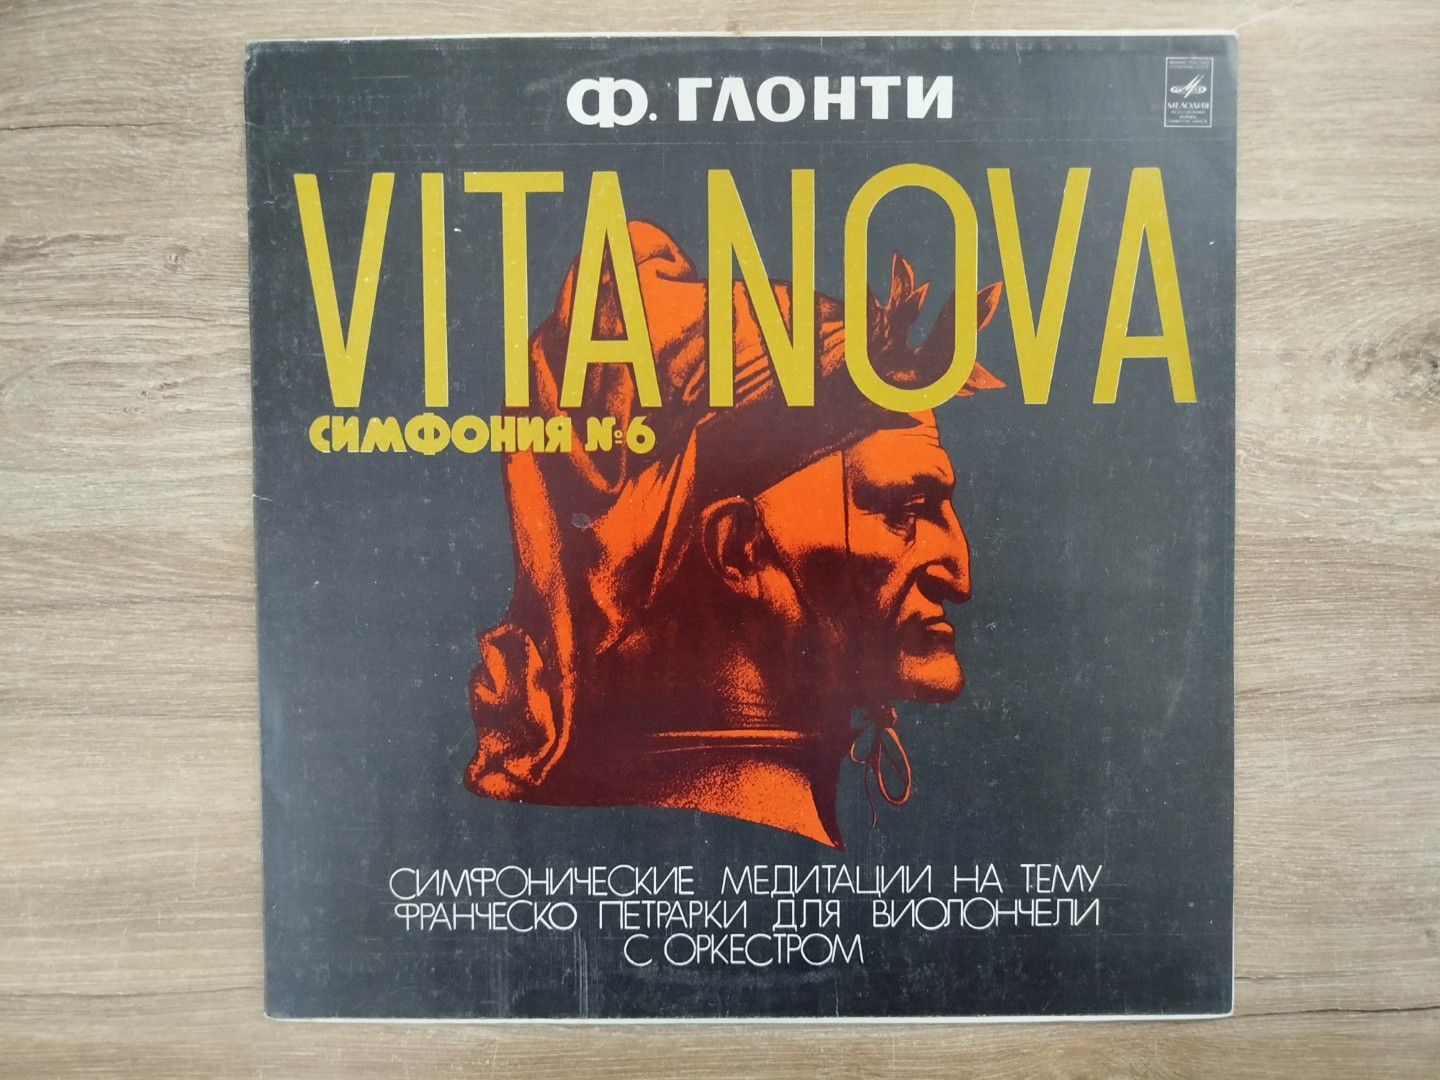 Ф. ГЛОНТИ
МЕЛОДИЯ
VITA NOVA
СИМФОНИЯ №6
СИМФОНИЧЕСКИЕ МЕДИТАЦИИ НА ТЕМУ
ФРАНЧЕСКО ПЕТРАРКИ ДЛЯ ВИОЛОНЧЕЛИ
С ОРКЕСТРОМ